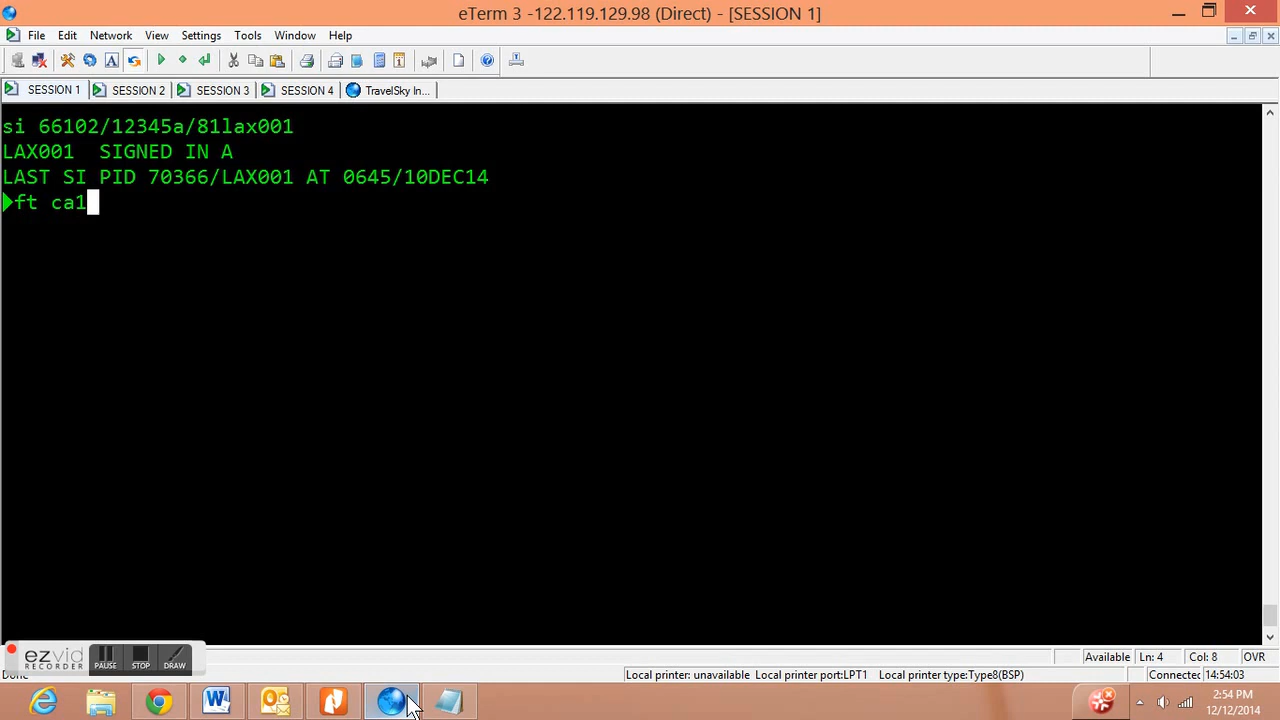 eTerm 3 -122.119.129.98 (Direct) - [SESSION 1]
File Edit Network View Settings Tools Window Help
SESSION 1 SESSION 2 SESSION 3 SESSION 4 TravelSky In...
si 66102/12345a/81lax001
LAX001 SIGNED IN A
LAST SI PID 70366/LAX001 AT 0645/10DEC14
ft ca1
ezvid
RECORDER
PAUSE STOP DRAW
Available Ln: 4 Col: 8 OVR
Done
Local printer: unavailable Local printer port:LPT1 Local printer type:Type8(BSP) Connectec 14:54:03
2:54 PM
12/12/2014